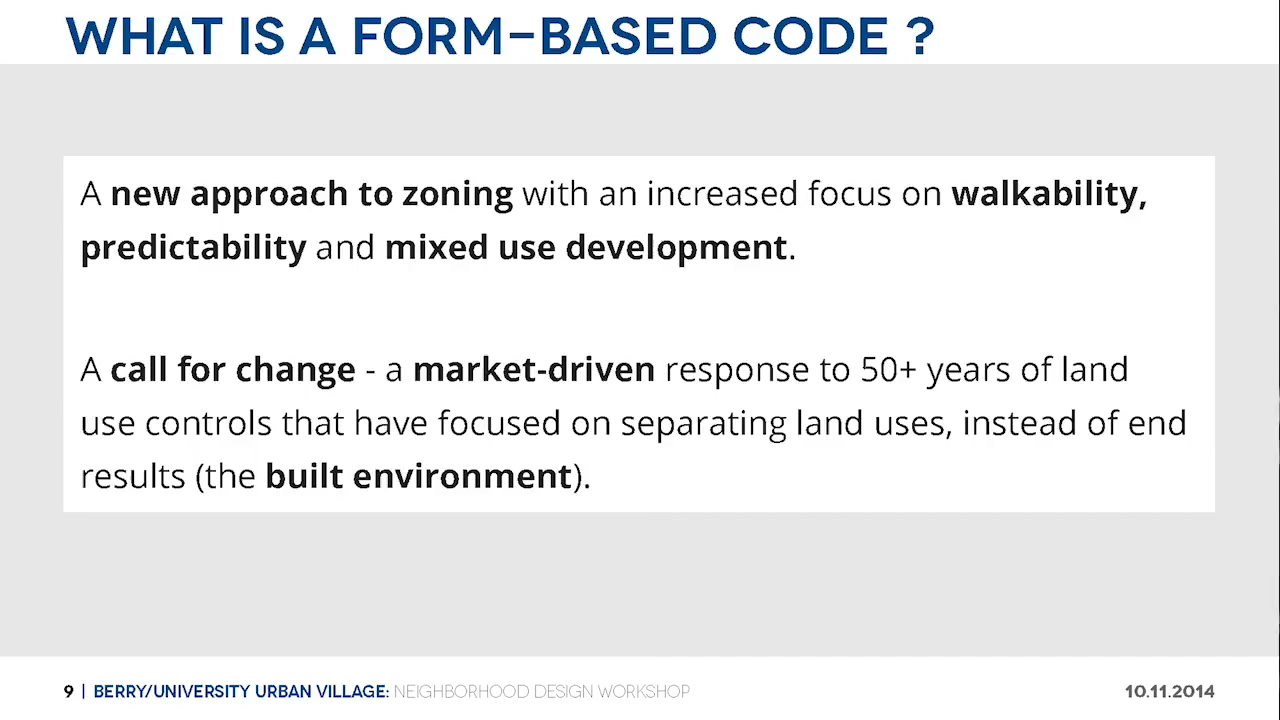 WHAT IS A FORM-BASED CODE ?
A new approach to zoning with an increased focus on walkability,
predictability and mixed use development.
A call for change - a market-driven response to 50+ years of land
use controls that have focused on separating land uses, instead of end
results (the built environment).
9 | BERRY/UNIVERSITY URBAN VILLAGE: NEIGHBORHOOD DESIGN WORKSHOP
10.11.2014